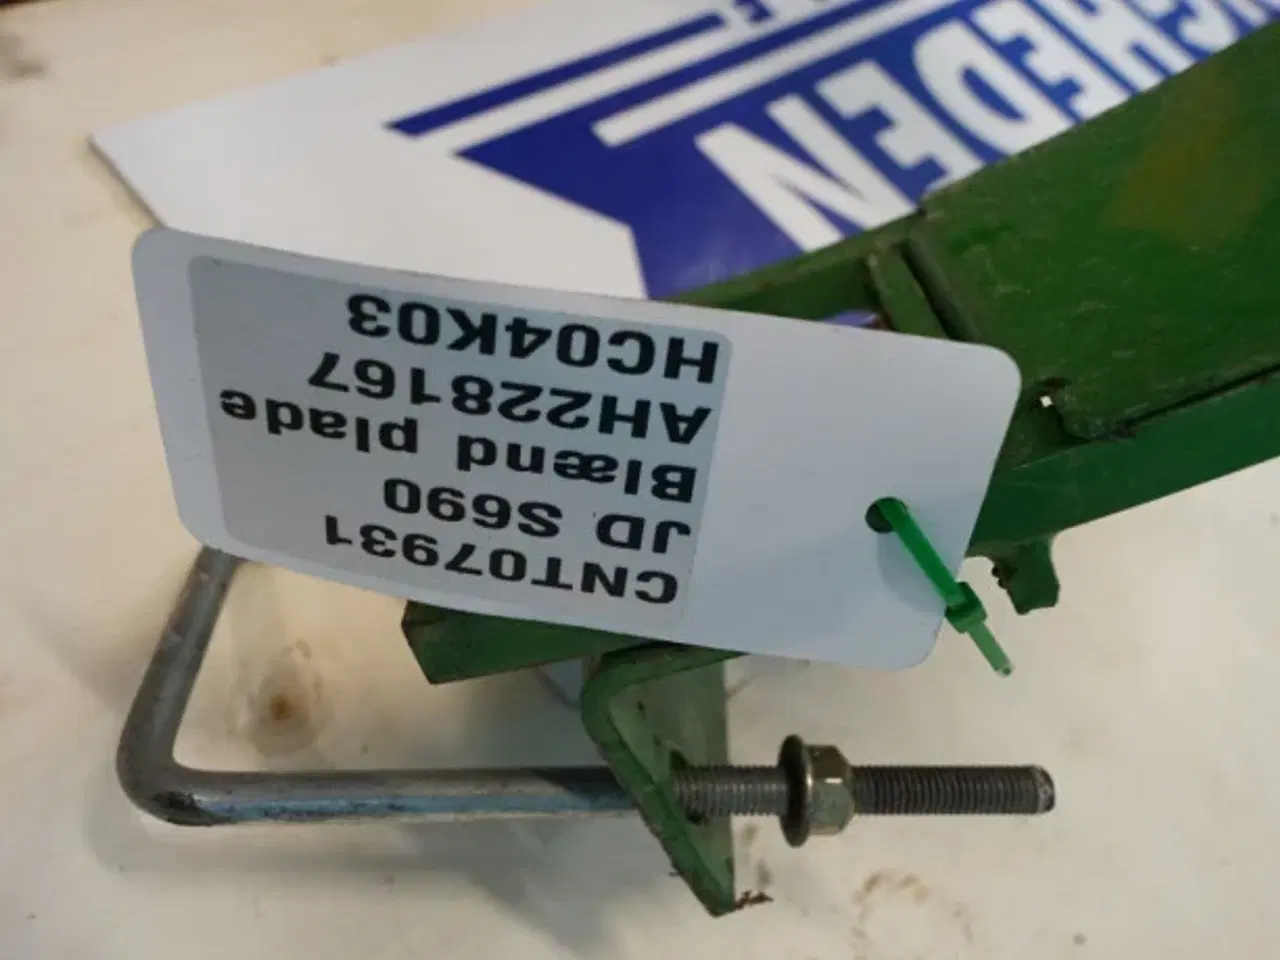 CNT07931
JD S690
Blænd plade
AH228167
HC04K03